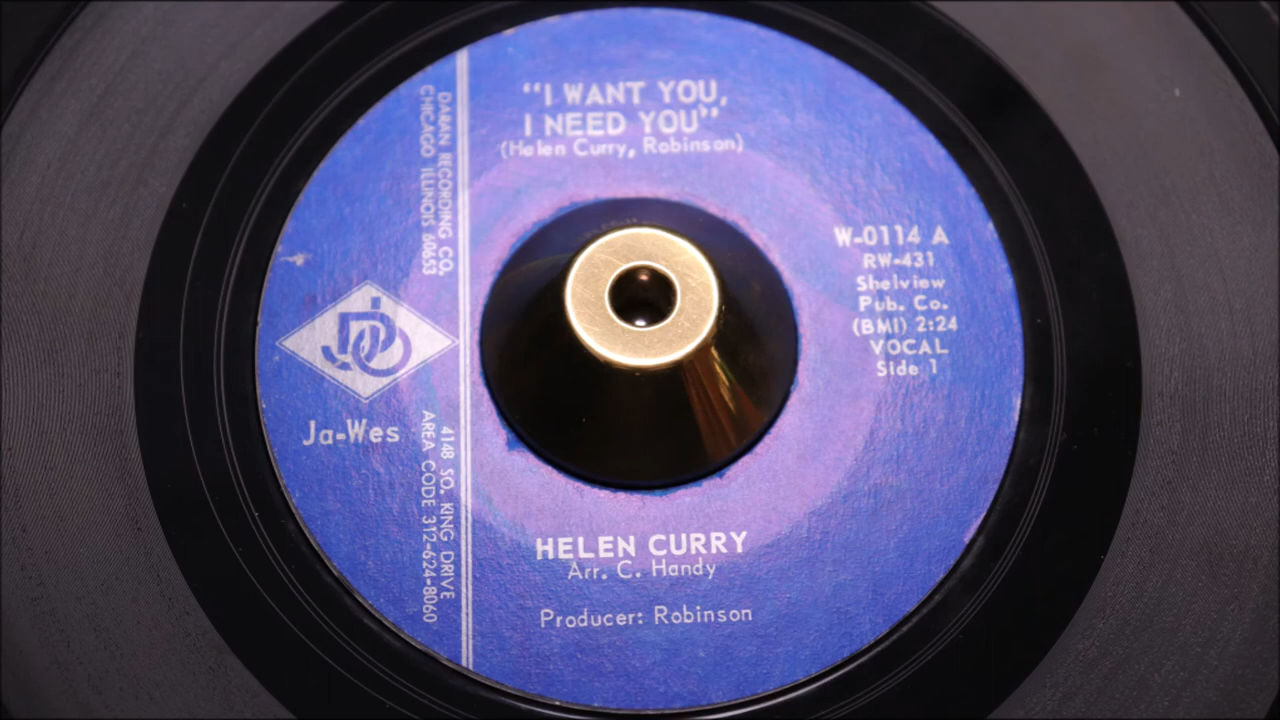 "I WANT YOU,
I NEED YOU"
(Helen Curry, Robinson)
DARAN RECORDING CO.
CHICAGO ILLINOIS 60653
W-0114 A
RW-431
Shelview
Pub. Co.
(BMI) 2:24
VOCAL
Side 1
Ja-Wes
4148 SO. KING DRIVE
AREA CODE 312-624-8060
HELEN CURRY
Arr. C. Handy
Producer: Robinson